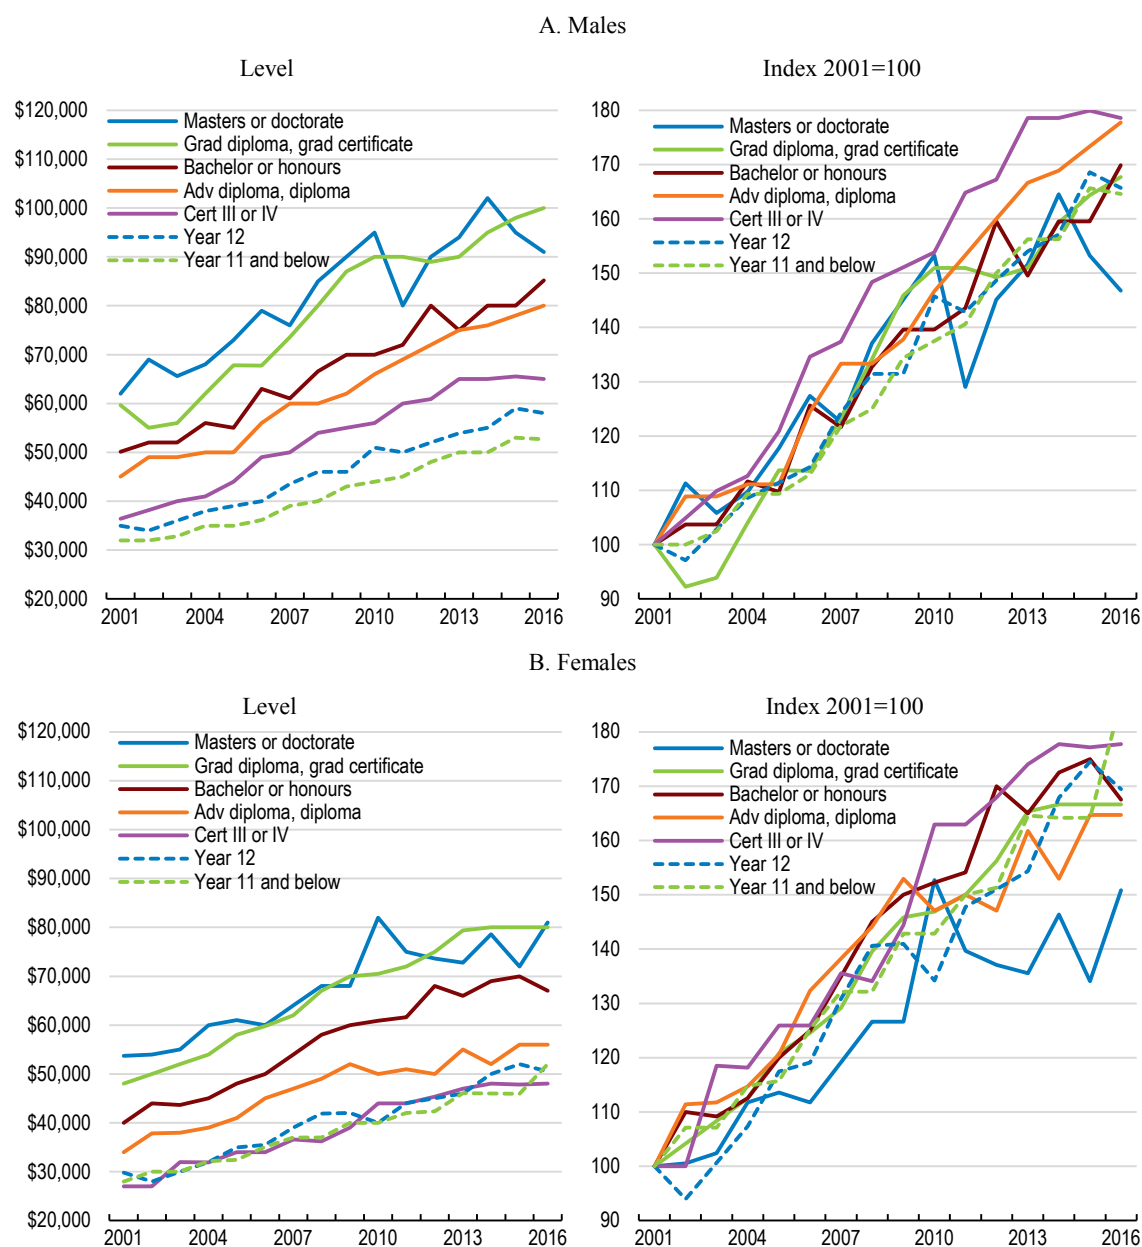 A. Males
Level
Index 2001=100
$120,000
$110,000
$100,000
$90,000
$80,000
$70,000
$60,000
$50,000
$40,000
$30,000
$20,000
Masters or doctorate
Grad diploma, grad certificate
Bachelor or honours
Adv diploma, diploma
Cert III or IV
Year 12
Year 11 and below
2001 2004 2007 2010 2013 2016
180
170
160
150
140
130
120
110
100
90
Masters or doctorate
Grad diploma, grad certificate
Bachelor or honours
Adv diploma, diploma
Cert III or IV
Year 12
Year 11 and below
2001 2004 2007 2010 2013 2016
B. Females
Level
Index 2001=100
$120,000
$110,000
$100,000
$90,000
$80,000
$70,000
$60,000
$50,000
$40,000
$30,000
$20,000
Masters or doctorate
Grad diploma, grad certificate
Bachelor or honours
Adv diploma, diploma
Cert III or IV
Year 12
Year 11 and below
2001 2004 2007 2010 2013 2016
180
170
160
150
140
130
120
110
100
90
Masters or doctorate
Grad diploma, grad certificate
Bachelor or honours
Adv diploma, diploma
Cert III or IV
Year 12
Year 11 and below
2001 2004 2007 2010 2013 2016